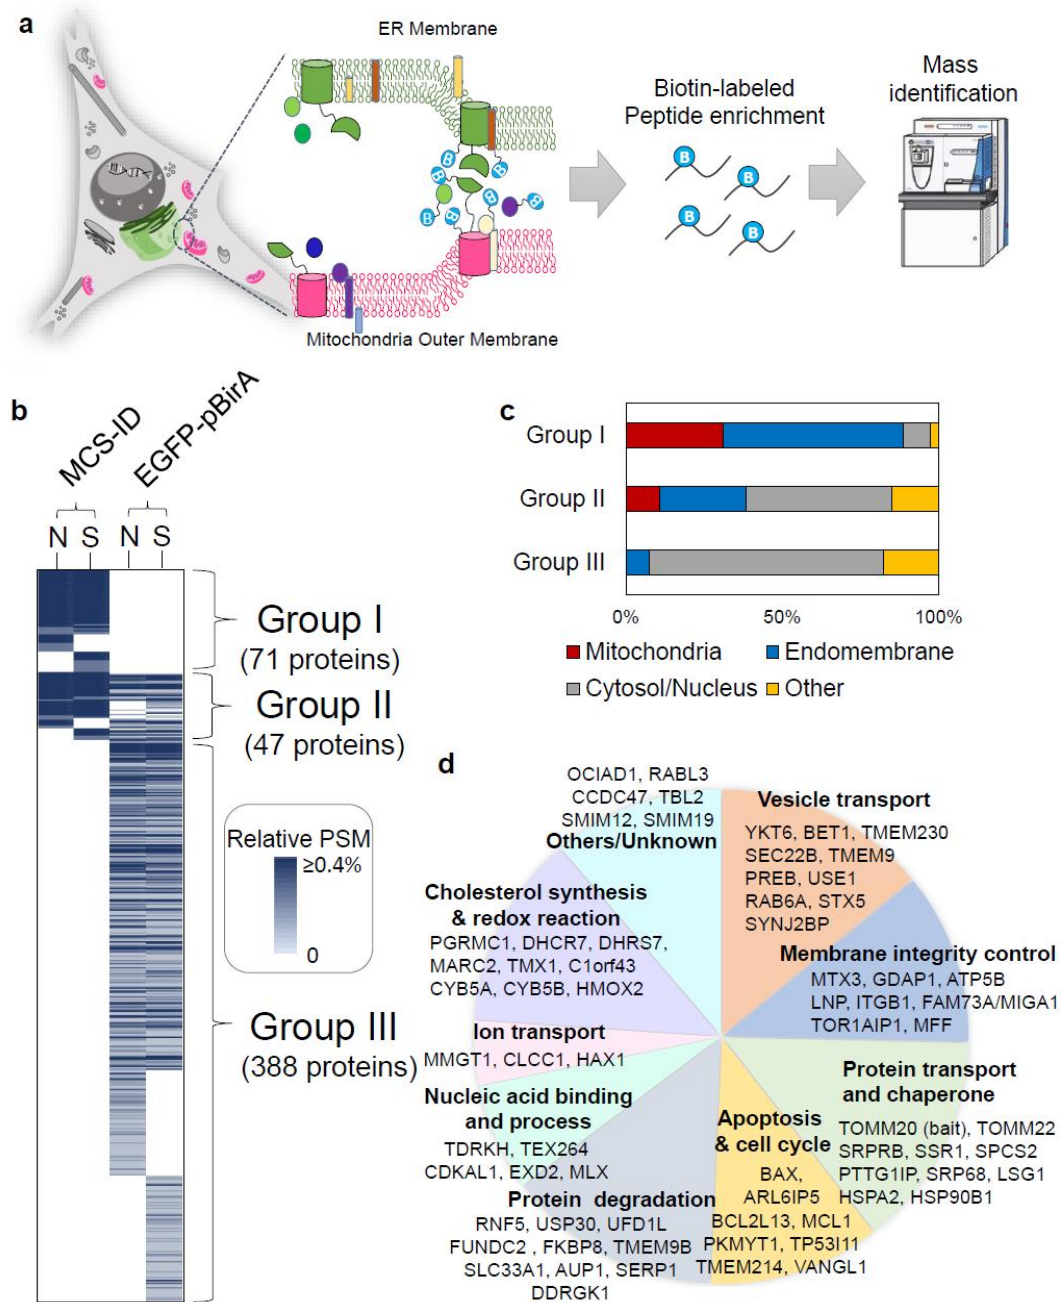 a
ER Membrane
Biotin-labeled
Peptide enrichment
Mass
identification
B
B
B
B
B
B
B
B
B
B
B
Mitochondria Outer Membrane
b
MCS-ID
EGFP-pBirA
N S N S
Group I
(71 proteins)
Group II
(47 proteins)
Relative PSM
≥0.4%
0
Group III
(388 proteins)
c
Group I
Group II
Group III
0% 50% 100%
Mitochondria Endomembrane
Cytosol/Nucleus Other
d
OCIAD1, RABL3
CCDC47, TBL2
SMIM12, SMIM19
Others/Unknown
Vesicle transport
YKT6, BET1, TMEM230
SEC22B, TMEM9
PREB, USE1
RAB6A, STX5
SYNJ2BP
Membrane integrity control
MTX3, GDAP1, ATP5B
LNP, ITGB1, FAM73A/MIGA1
TOR1AIP1, MFF
Protein transport
and chaperone
TOMM20 (bait), TOMM22
SRPRB, SSR1, SPCS2
PTTG1IP, SRP68, LSG1
HSPA2, HSP90B1
Apoptosis
& cell cycle
BAX,
ARL6IP5
BCL2L13, MCL1
PKMYT1, TP53I11
TMEM214, VANGL1
Protein degradation
RNF5, USP30, UFD1L
FUNDC2 , FKBP8, TMEM9B
SLC33A1, AUP1, SERP1
DDRGK1
Nucleic acid binding
and process
TDRKH, TEX264
CDKAL1, EXD2, MLX
Ion transport
MMGT1, CLCC1, HAX1
Cholesterol synthesis
& redox reaction
PGRMC1, DHCR7, DHRS7,
MARC2, TMX1, C1orf43
CYB5A, CYB5B, HMOX2